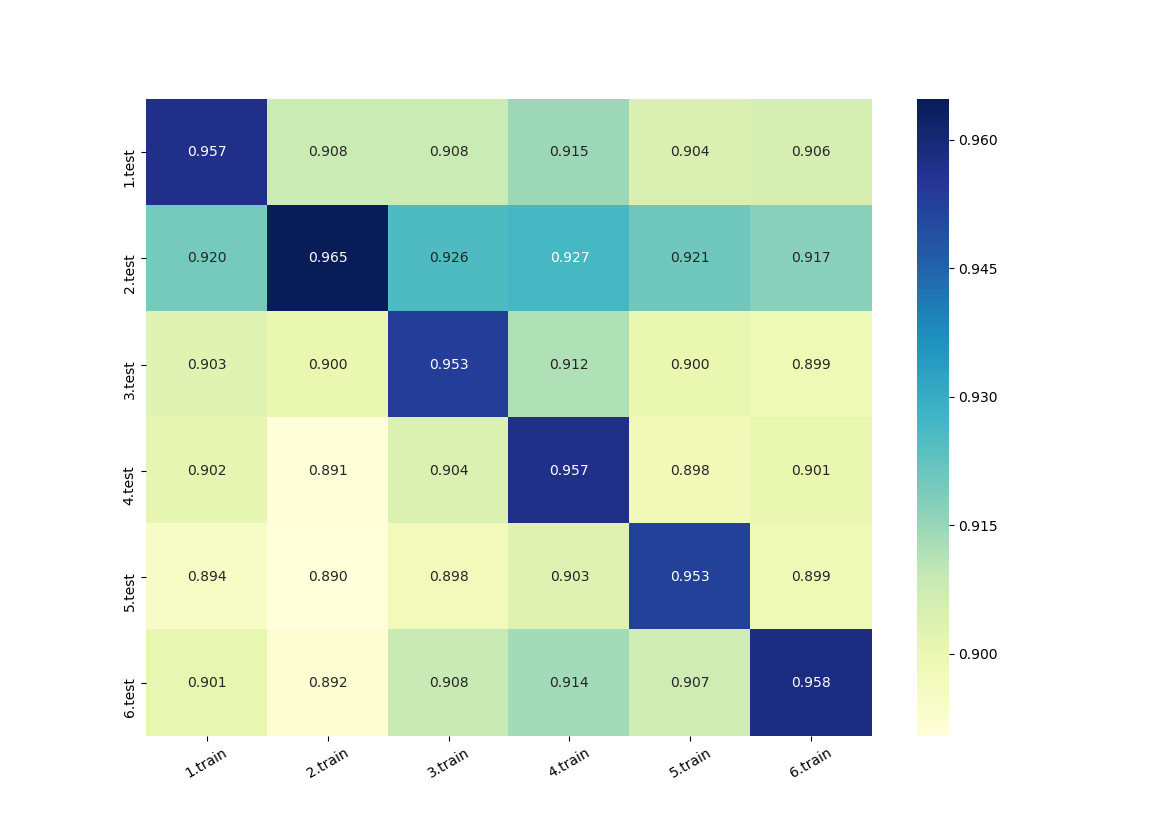 1.test 0.957 0.908 0.908 0.915 0.904 0.906
2.test 0.920 0.965 0.926 0.927 0.921 0.917
3.test 0.903 0.900 0.953 0.912 0.900 0.899
4.test 0.902 0.891 0.904 0.957 0.898 0.901
5.test 0.894 0.890 0.898 0.903 0.953 0.899
6.test 0.901 0.892 0.908 0.914 0.907 0.958
1.train 2.train 3.train 4.train 5.train 6.train
0.960
0.945
0.930
0.915
0.900